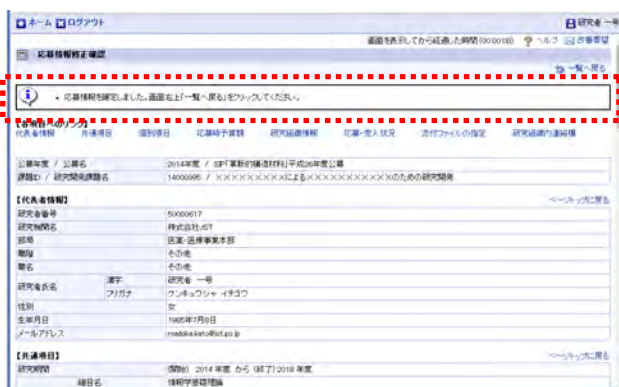 ホーム ログアウト 研究者 一号
画面を表示してから経過した時間(00:00:00) ヘルプ 改善要望
応募情報修正確認
一覧へ戻る
・ 応募情報を確定しました。画面右上「一覧へ戻る」をクリックしてください。
【各項目へのリンク】
代表者情報 共通項目 個別項目 応募時予算額 研究組織情報 応募・受入状況 添付ファイルの指定 研究組織内連絡欄
公募年度 / 公募名 2014年度 / SIP「革新的構造材料」平成26年度公募
課題ID / 研究開発課題名 14000095 / ××××××××による×××××××××××のための研究開発
【代表者情報】 ページトップに戻る
研究者番号 50000617
研究機関名 株式会社JST
部局 医薬・医療事業本部
職階 その他
職名 その他
研究者氏名 漢字 研究者 一号
フリガナ ケンキュウシャ イチゴウ
性別 女
生年月日 1985年7月8日
メールアドレス
【共通項目】 ページトップに戻る
研究期間 (開始) 2014 年度 から (終了) 2018 年度
細目名 情報学基礎理論